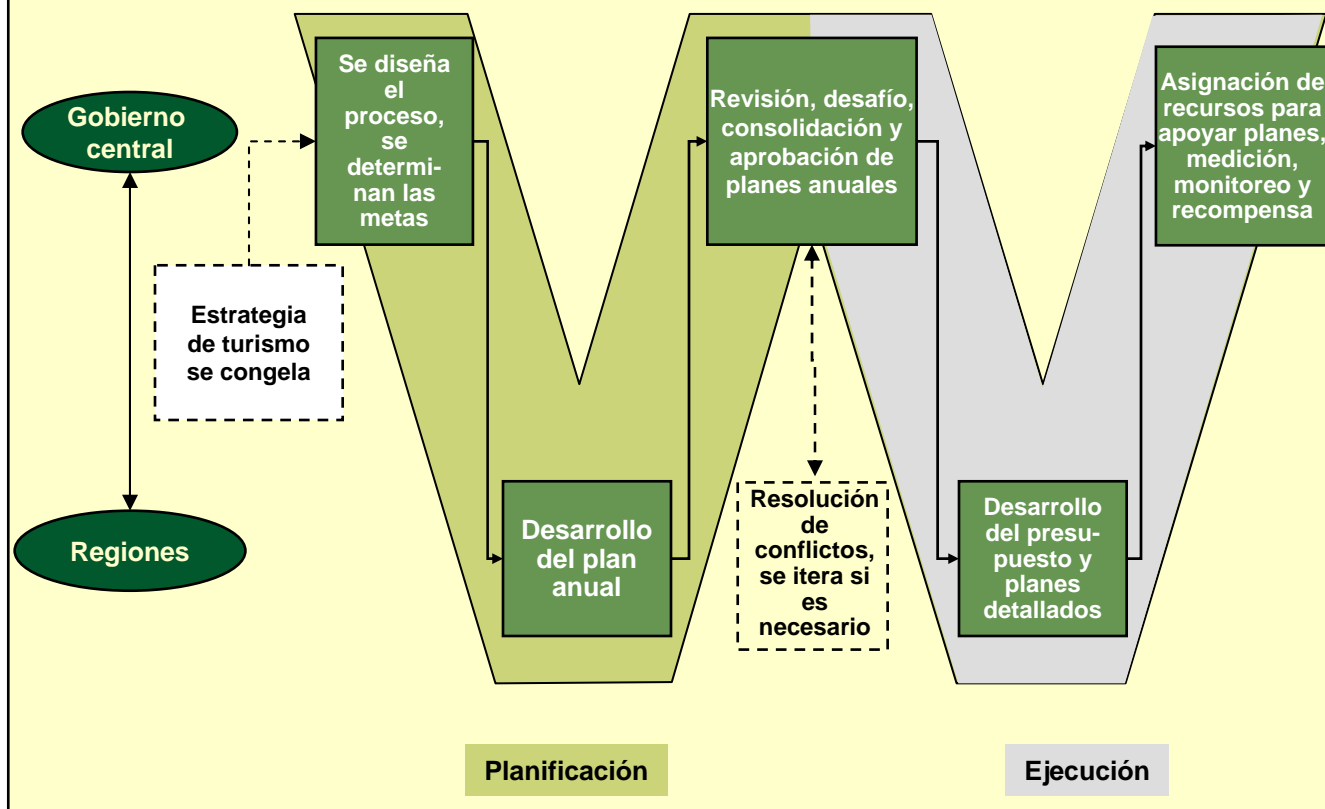 Gobierno
central
Regiones
Estrategia
de turismo
se congela
Se diseña
el
proceso,
se
determi-
nan las
metas
Desarrollo
del plan
anual
Revisión, desafío,
consolidación y
aprobación de
planes anuales
Resolución
de
conflictos,
se itera si
es
necesario
Desarrollo
del presu-
puesto y
planes
detallados
Asignación de
recursos para
apoyar planes,
medición,
monitoreo y
recompensa
Planificación
Ejecución